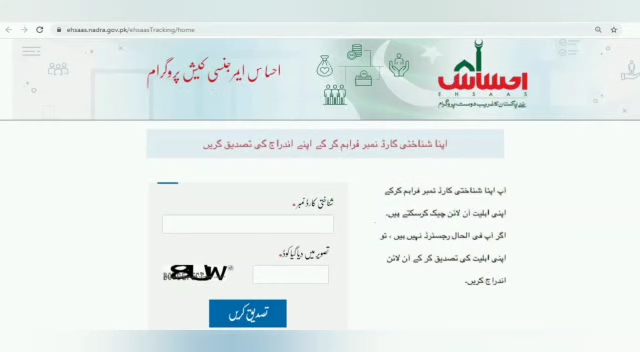 ehsaas.nadra.gov.pk/ehsaasTracking/home
احساس ایمرجنسی کیش پروگرام
احساس
EHSAAS
اپنا شناختی کارڈ نمبر فراہم کر کے اپنے اندراج کی تصدیق کریں
شناختی کارڈ نمبر *
تصویر میں دیا گیا کوڈ*
تصدیق کریں
آپ اپنا شناختی کارڈ نمبر فراہم کرکے
اپنی اہلیت آن لائن چیک کرسکتے ہیں۔
اگر آپ فی الحال رجسٹرڈ نہیں ہیں ، تو
اپنی اہلیت کی تصدیق کر کے آن لائن
اندراج کریں۔